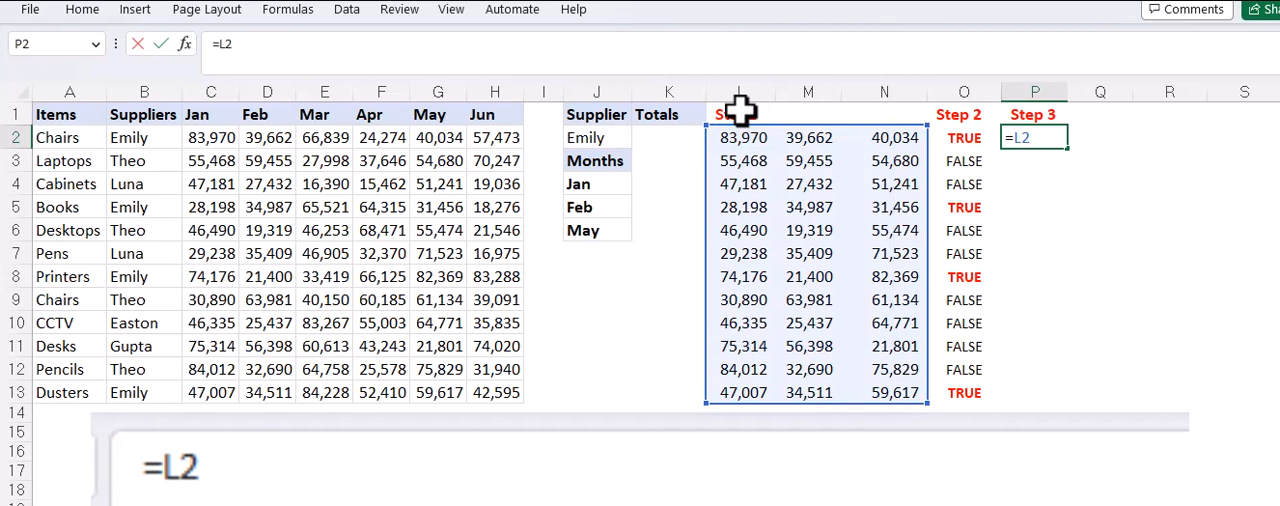 File Home Insert Page Layout Formulas Data Review View Automate Help Comments
P2 fx =L2
A B C D E F G H I J K M N O P Q R S
1 Items Suppliers Jan Feb Mar Apr May Jun Supplier Totals Step 2 Step 3
2 Chairs Emily 83,970 39,662 66,839 24,274 40,034 57,473 Emily 83,970 39,662 40,034 TRUE =L2
3 Laptops Theo 55,468 59,455 27,998 37,646 54,680 70,247 Months 55,468 59,455 54,680 FALSE
4 Cabinets Luna 47,181 27,432 16,390 15,462 51,241 19,036 Jan 47,181 27,432 51,241 FALSE
5 Books Emily 28,198 34,987 65,521 64,315 31,456 18,276 Feb 28,198 34,987 31,456 TRUE
6 Desktops Theo 46,490 19,319 46,253 68,471 55,474 21,546 May 46,490 19,319 55,474 FALSE
7 Pens Luna 29,238 35,409 46,905 32,370 71,523 16,975 29,238 35,409 71,523 FALSE
8 Printers Emily 74,176 21,400 33,419 66,125 82,369 83,288 74,176 21,400 82,369 TRUE
9 Chairs Theo 30,890 63,981 40,150 60,185 61,134 39,091 30,890 63,981 61,134 FALSE
10 CCTV Easton 46,335 25,437 83,267 55,003 64,771 35,835 46,335 25,437 64,771 FALSE
11 Desks Gupta 75,314 56,398 60,613 43,243 21,801 74,020 75,314 56,398 21,801 FALSE
12 Pencils Theo 84,012 32,690 64,758 25,578 75,829 31,940 84,012 32,690 75,829 FALSE
13 Dusters Emily 47,007 34,511 84,228 52,410 59,617 42,595 47,007 34,511 59,617 TRUE
14
15
16
17 =L2
18